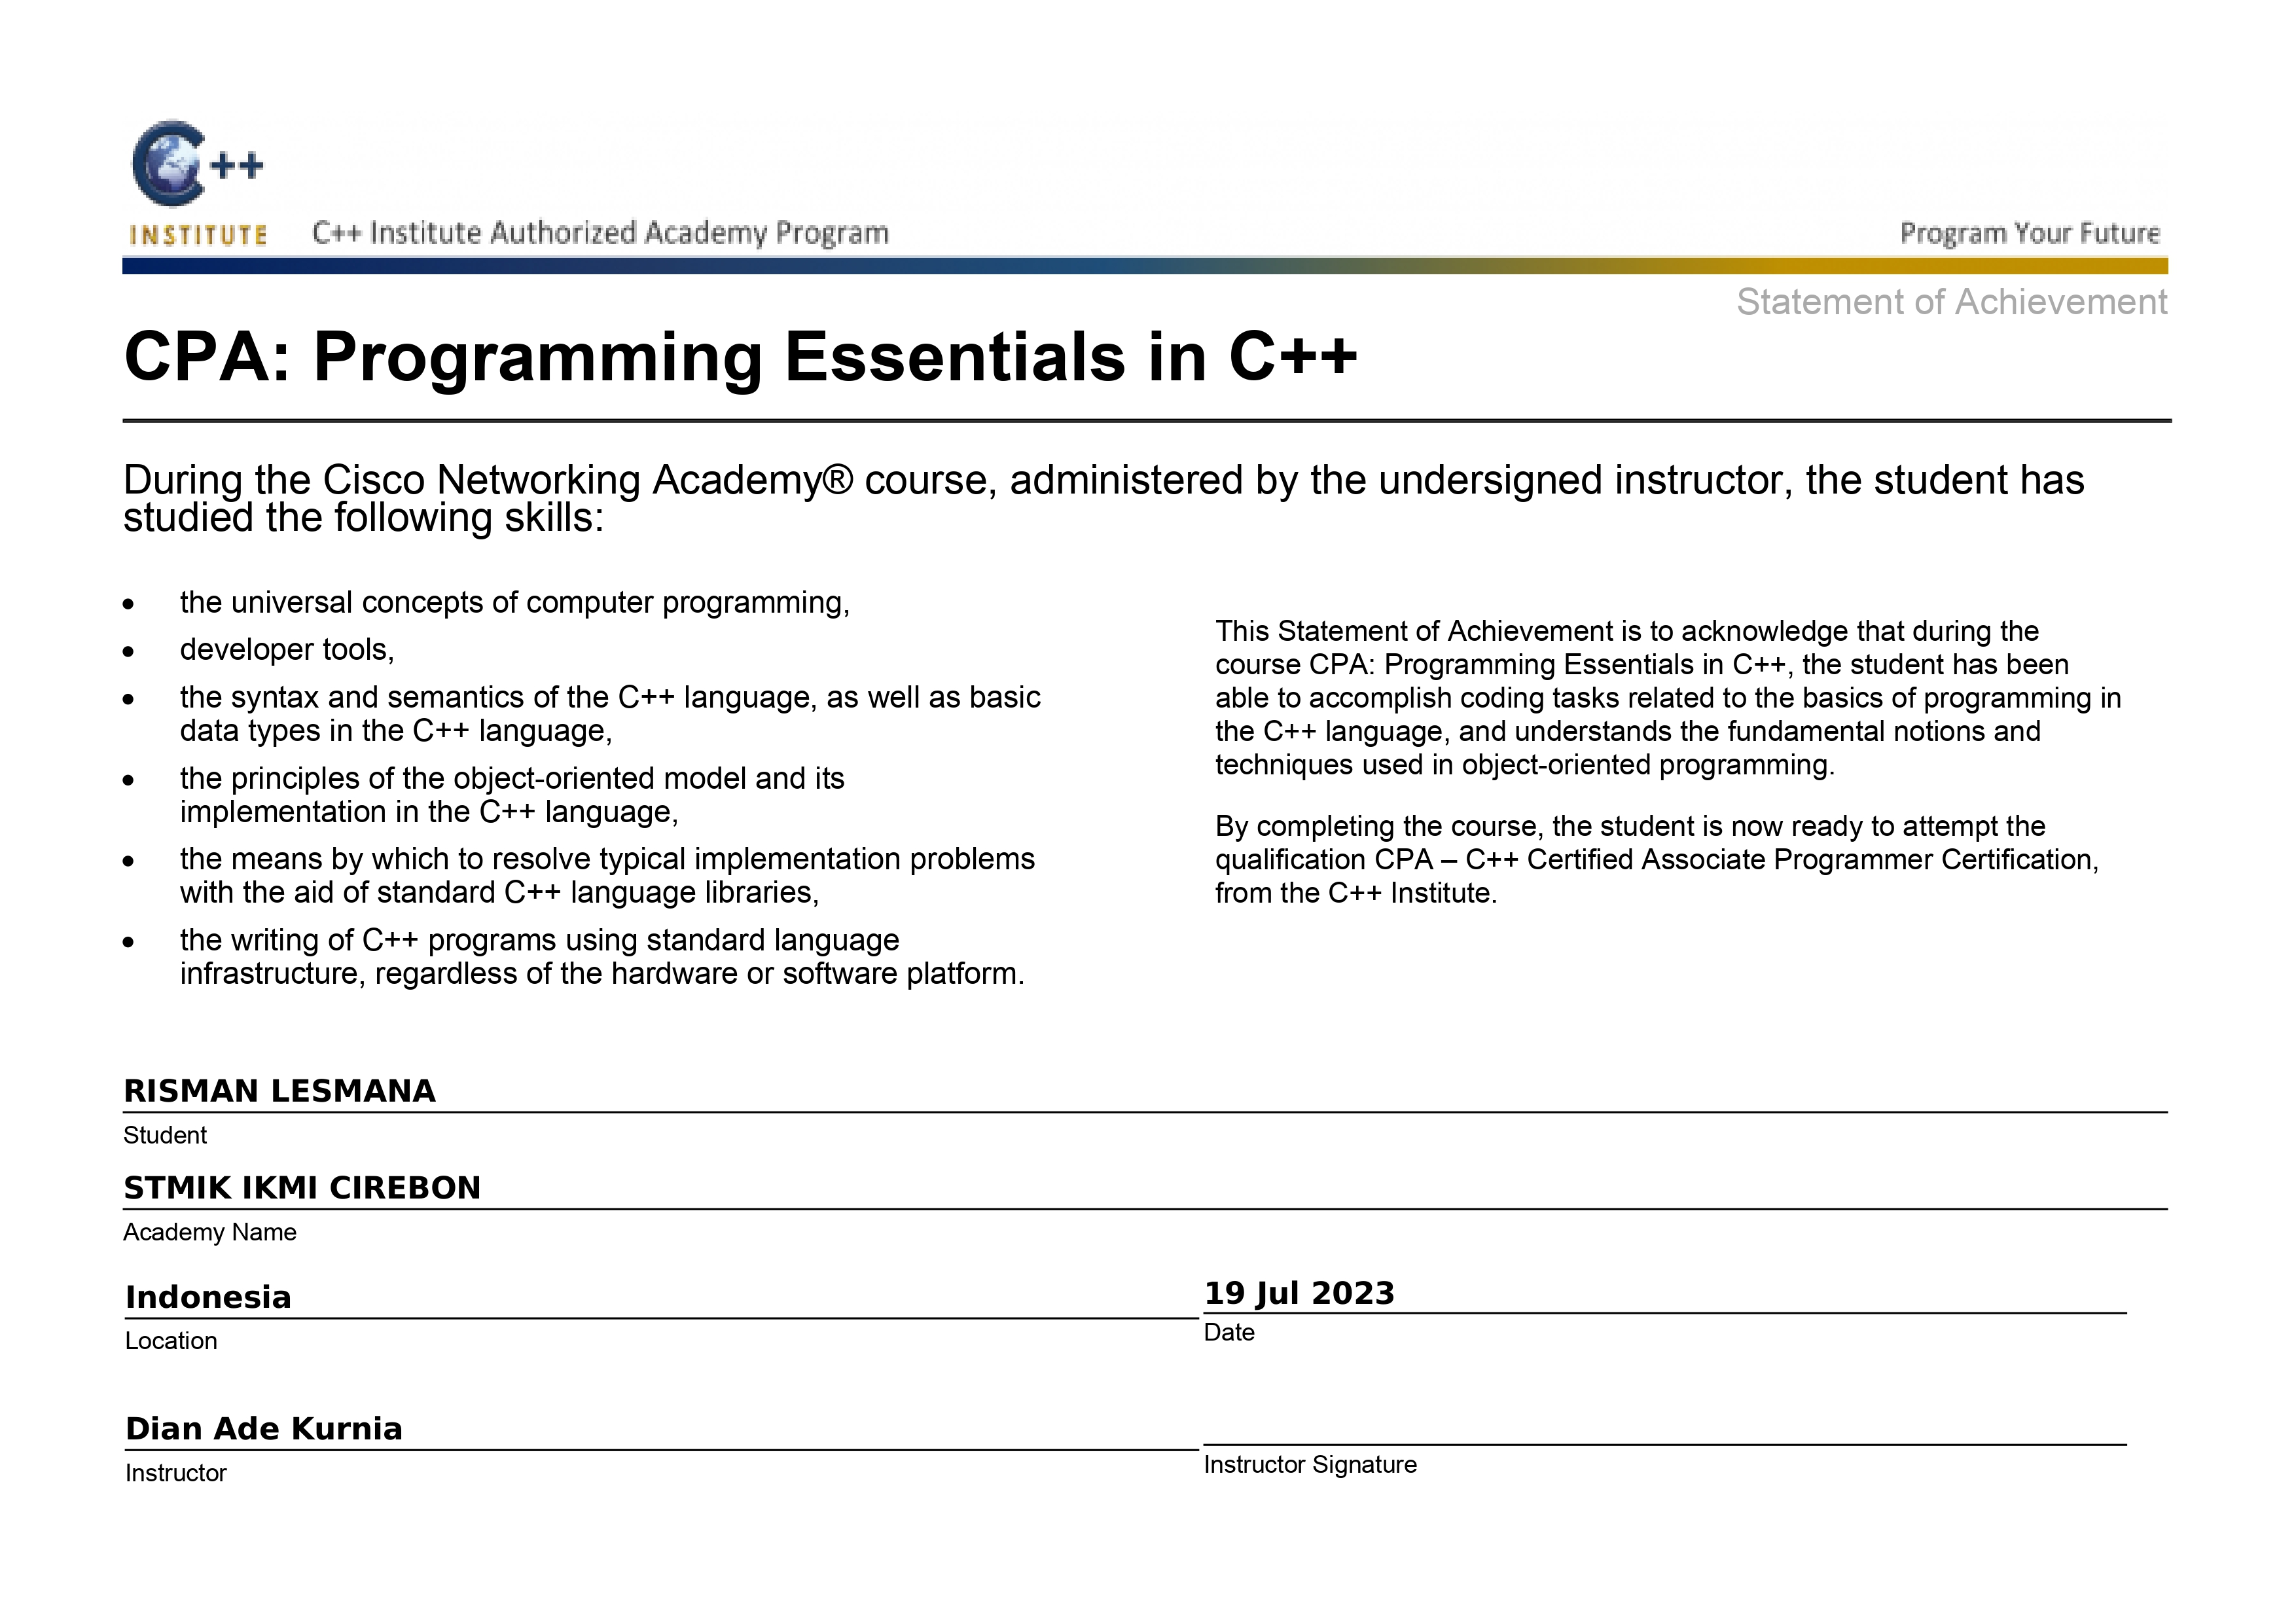 C++
INSTITUTE
C++ Institute Authorized Academy Program
Program Your Future
Statement of Achievement
CPA: Programming Essentials in C++
During the Cisco Networking Academy® course, administered by the undersigned instructor, the student has
studied the following skills:
• the universal concepts of computer programming,
• developer tools,
• the syntax and semantics of the C++ language, as well as basic
data types in the C++ language,
• the principles of the object-oriented model and its
implementation in the C++ language,
• the means by which to resolve typical implementation problems
with the aid of standard C++ language libraries,
• the writing of C++ programs using standard language
infrastructure, regardless of the hardware or software platform.
This Statement of Achievement is to acknowledge that during the
course CPA: Programming Essentials in C++, the student has been
able to accomplish coding tasks related to the basics of programming in
the C++ language, and understands the fundamental notions and
techniques used in object-oriented programming.
By completing the course, the student is now ready to attempt the
qualification CPA – C++ Certified Associate Programmer Certification,
from the C++ Institute.
RISMAN LESMANA
Student
STMIK IKMI CIREBON
Academy Name
Indonesia
Location
19 Jul 2023
Date
Dian Ade Kurnia
Instructor
Instructor Signature